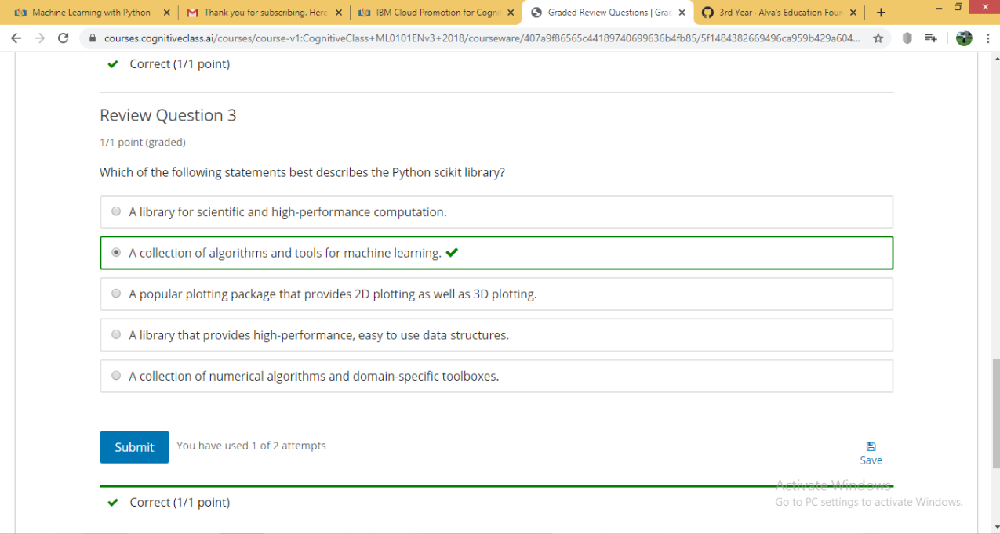 Machine Learning with Python
Thank you for subscribing. Here
IBM Cloud Promotion for Cogni
Graded Review Questions | Grad
3rd Year · Alva's Education Foun
courses.cognitiveclass.ai/courses/course-v1:CognitiveClass+ML0101ENv3+2018/courseware/407a9f86565c44189740699636b4fb85/5f1484382669496ca959b429a604...
Correct (1/1 point)
Review Question 3
1/1 point (graded)
Which of the following statements best describes the Python scikit library?
A library for scientific and high-performance computation.
A collection of algorithms and tools for machine learning.
A popular plotting package that provides 2D plotting as well as 3D plotting.
A library that provides high-performance, easy to use data structures.
A collection of numerical algorithms and domain-specific toolboxes.
Submit
You have used 1 of 2 attempts
Save
Activate Windows
Correct (1/1 point)
Go to PC settings to activate Windows.